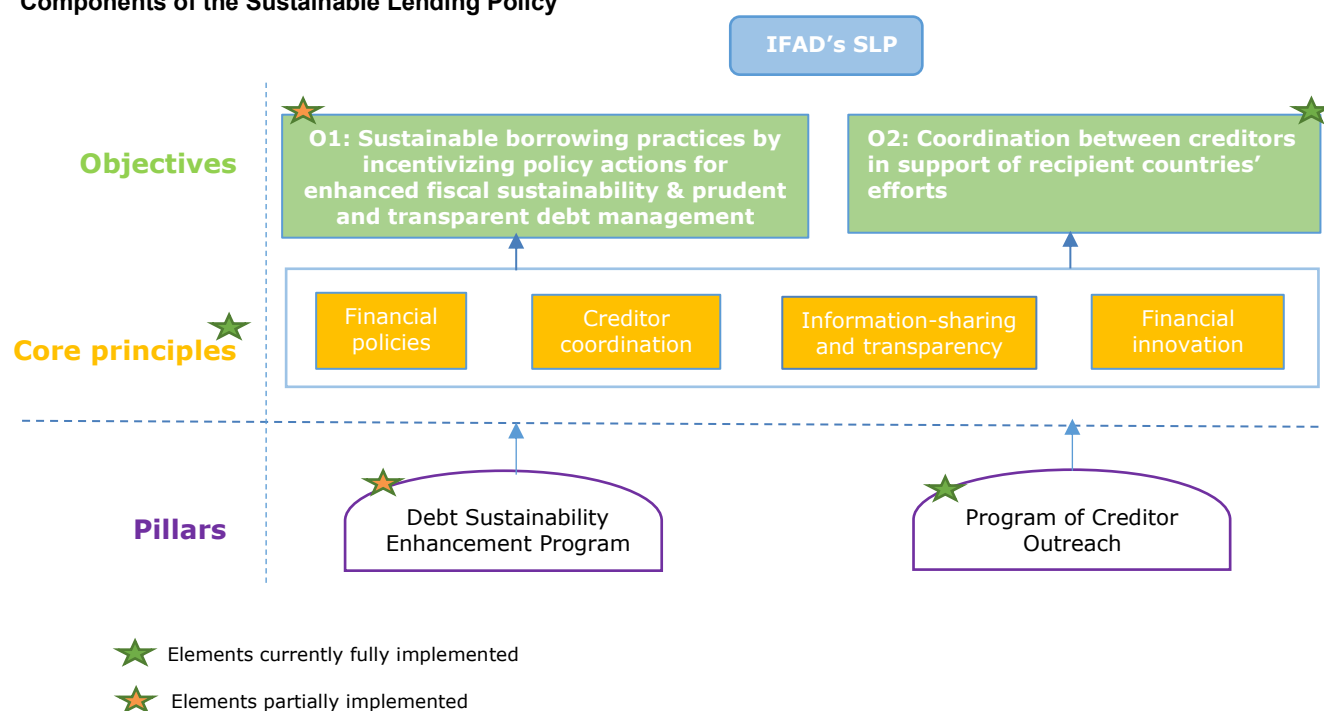 Components of the Sustainable Lending Policy
IFAD's SLP
Objectives
O1: Sustainable borrowing practices by
incentivizing policy actions for
enhanced fiscal sustainability & prudent
and transparent debt management
O2: Coordination between creditors
in support of recipient countries'
efforts
Core principles
Financial
policies
Creditor
coordination
Information-sharing
and transparency
Financial
innovation
Pillars
Debt Sustainability
Enhancement Program
Program of Creditor
Outreach
Elements currently fully implemented
Elements partially implemented